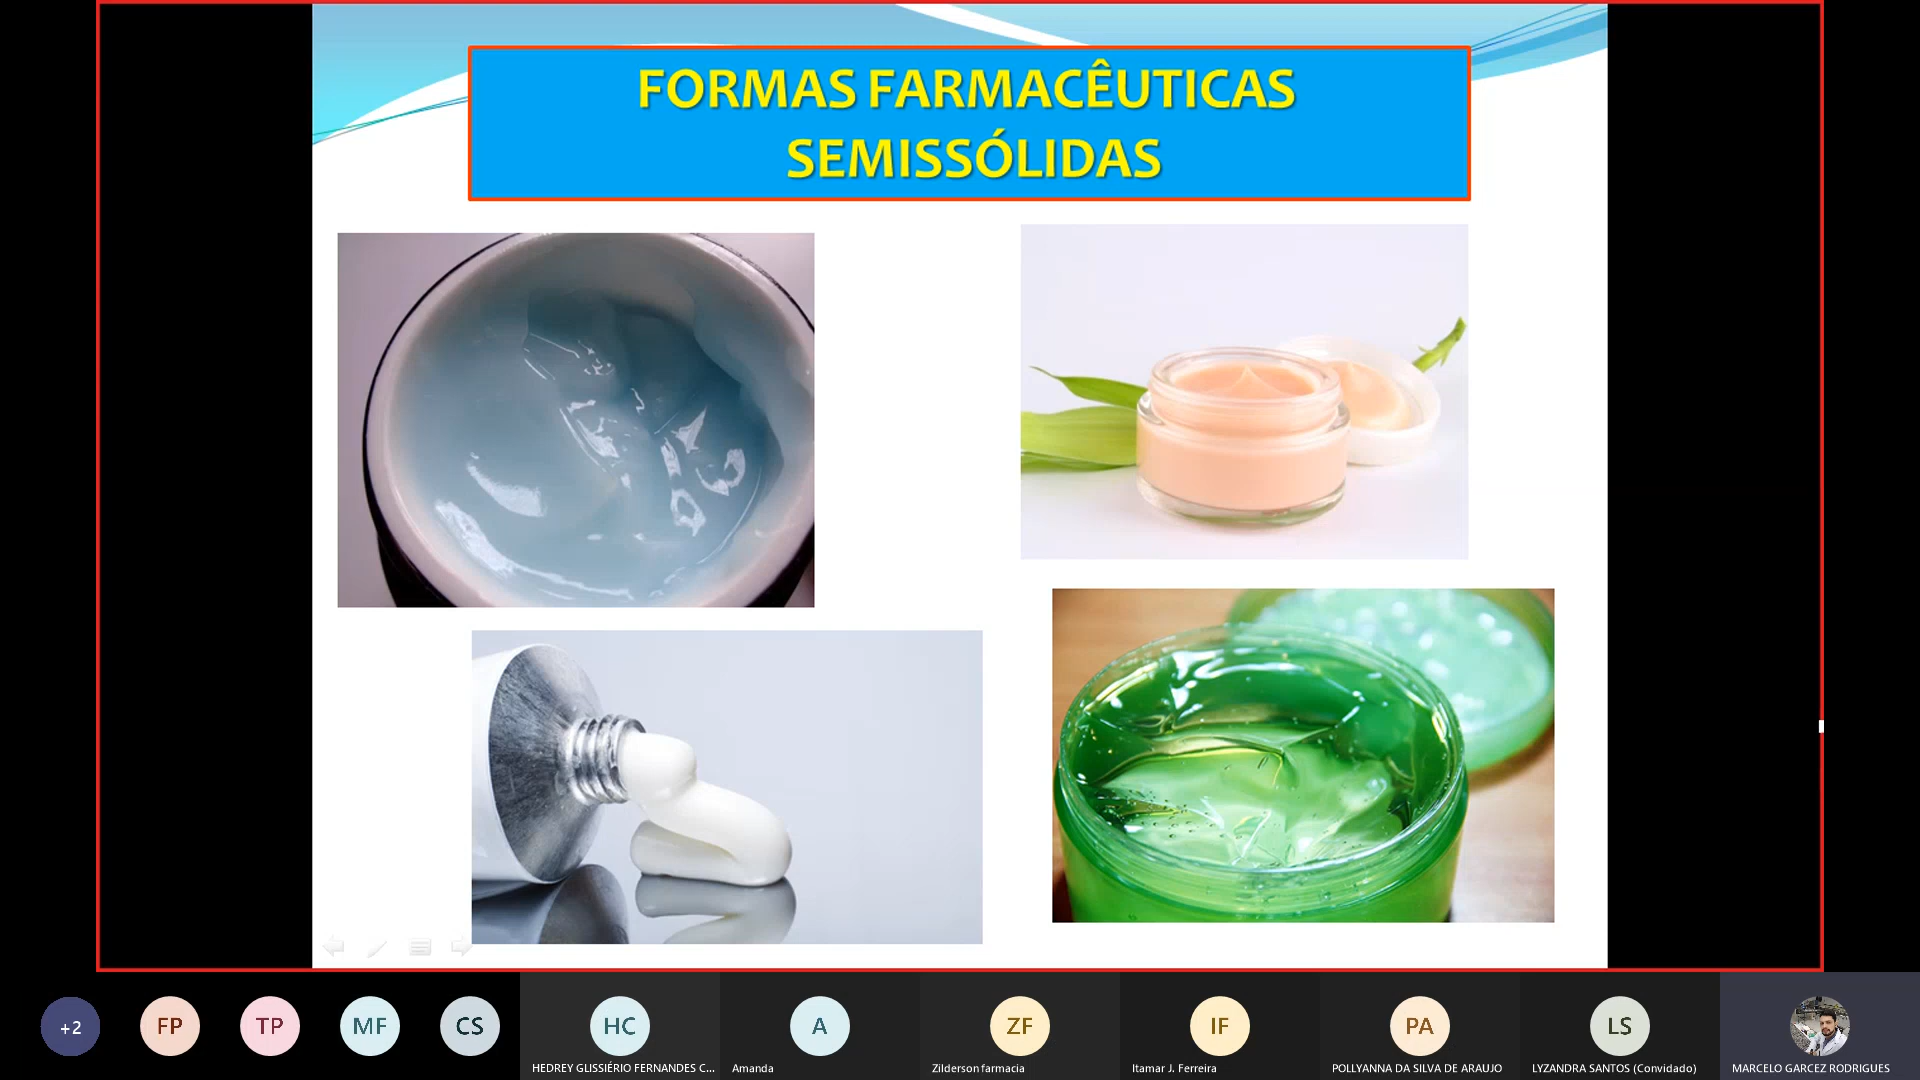 FORMAS FARMACÊUTICAS
SEMISSÓLIDAS
+2
FP
TP
MF
CS
HC
A
ZF
IF
PA
LS
HEDREY GLISSIÉRIO FERNANDES C...
Amanda
Zilderson farmacia
Itamar J. Ferreira
POLLYANNA DA SILVA DE ARAUJO
LYZANDRA SANTOS (Convidado)
MARCELO GARCEZ RODRIGUES